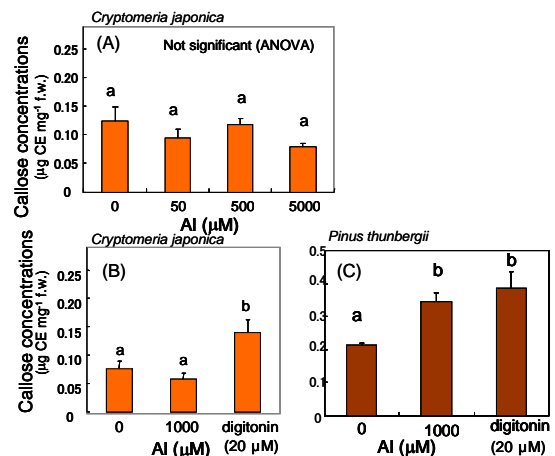 Cryptomeria japonica
(A)
Not significant (ANOVA)
Callose concentrations
(µg CE mg-1 f.w.)
0.25
0.20
0.15
0.10
0.05
0
a
a
a
a
0
50
500
5000
Al (µM)
Cryptomeria japonica
(B)
Callose concentrations
(µg CE mg-1 f.w.)
0.25
0.20
0.15
0.10
0.05
0
a
a
b
0
1000
digitonin
Al (µM)
(20 µM)
Pinus thunbergii
(C)
0.5
0.4
0.3
0.2
0.1
0
a
b
b
0
1000
digitonin
Al (µM)
(20 µM)